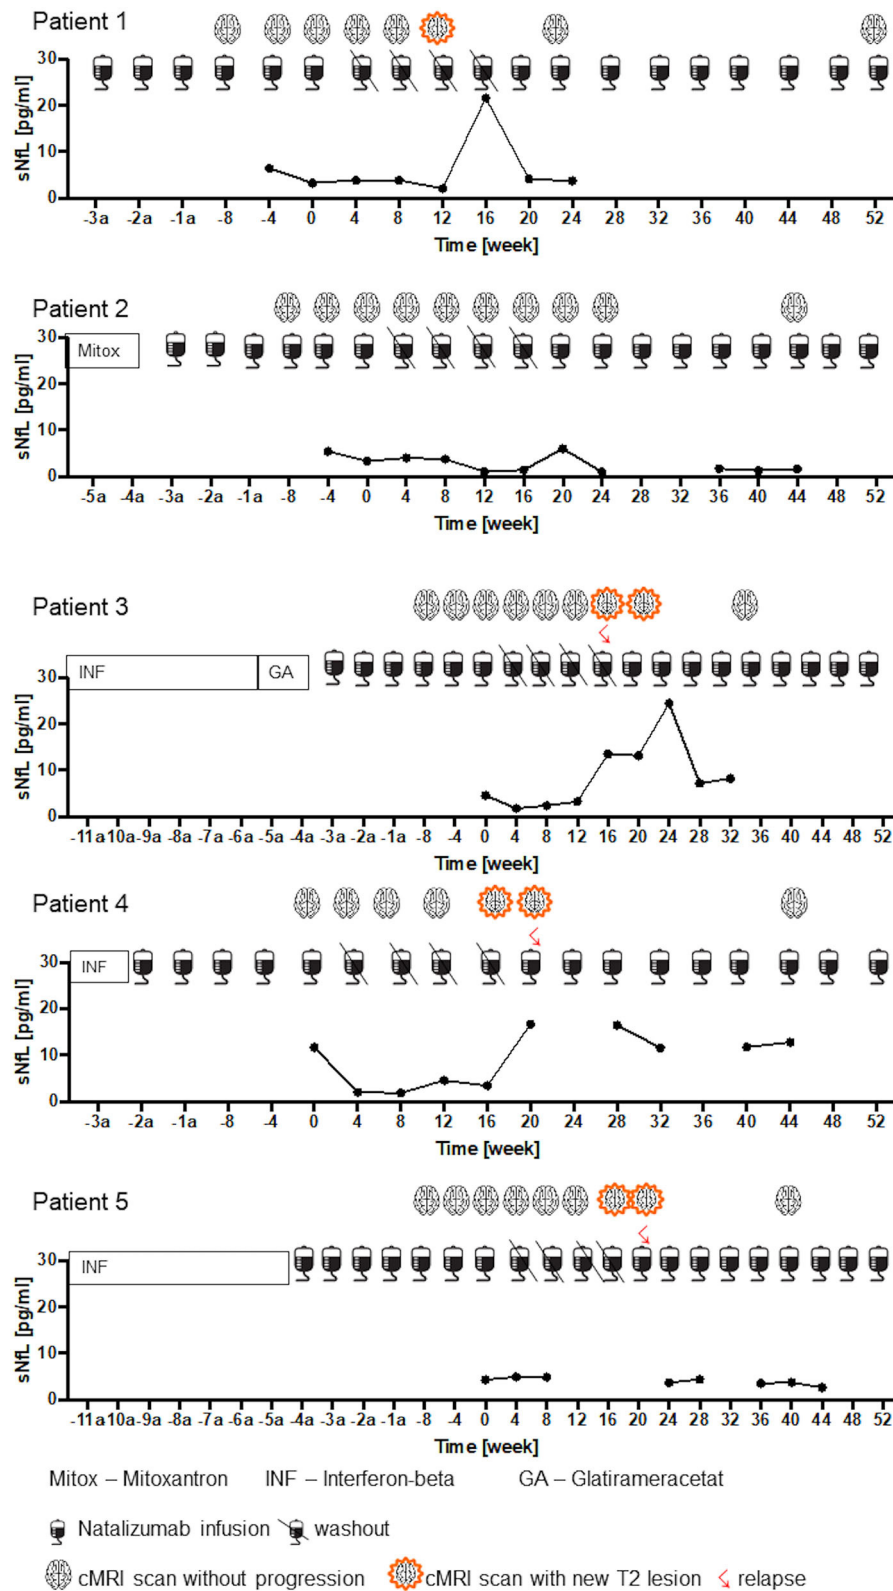 Patient 1
30
20
10
0
sNfL [pg/ml]
-3a -2a -1a -8 -4 0 4 8 12 16 20 24 28 32 36 40 44 52
Time [week]
Patient 2
Mitox
30
20
10
0
sNfL [pg/ml]
-5a -4a -3a -2a -1a -8 -4 0 4 8 12 16 20 24 28 32 36 40 44 48 52
Time [week]
Patient 3
INF GA
30
20
10
0
sNfL [pg/ml]
-11a -10a -9a -8a -7a -6a -5a -4a -3a -2a -1a -8 -4 0 4 8 12 16 20 24 28 32 36 40 44 48 52
Time [week]
Patient 4
INF
30
20
10
0
sNfL [pg/ml]
-3a -2a -1a -8 -4 0 4 8 12 16 20 24 28 32 36 40 44 48 52
Time [week]
Patient 5
INF
30
20
10
0
sNfL [pg/ml]
-11a -10a -9a -8a -7a -6a -5a -4a -3a -2a -1a -8 -4 0 4 8 12 16 20 24 28 32 36 40 44 48 52
Time [week]
Mitox – Mitoxantron INF – Interferon-beta GA – Glatirameracetat
Natalizumab infusion washout
cMRI scan without progression cMRI scan with new T2 lesion relapse